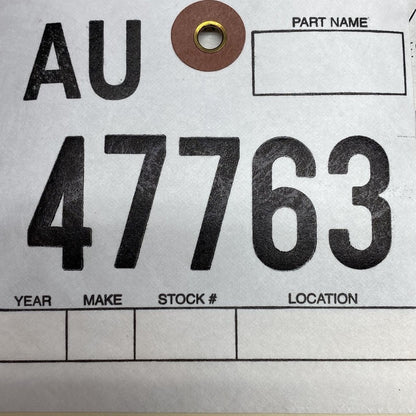 AU PART NAME
47763
YEAR MAKE STOCK # LOCATION